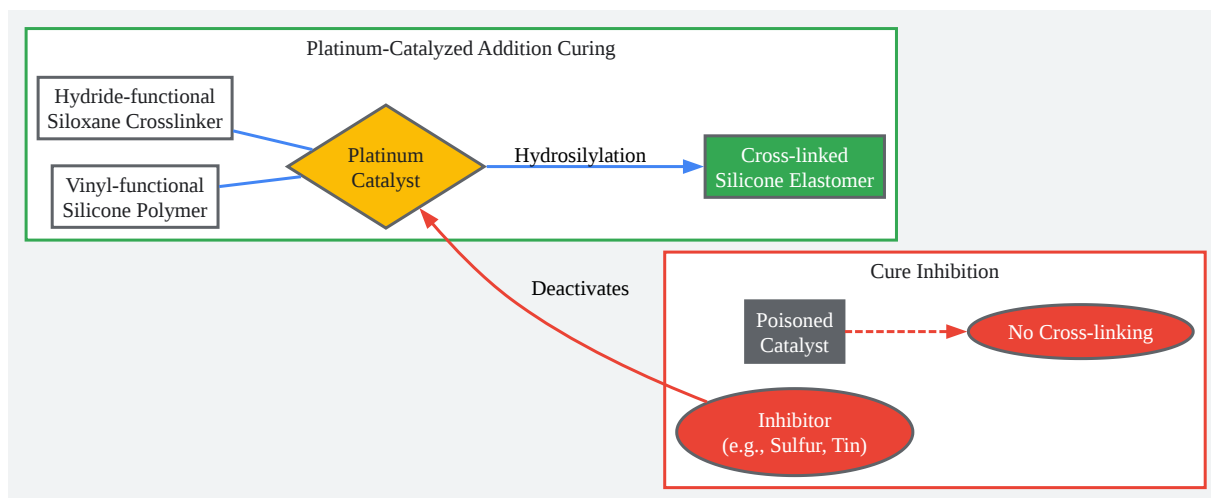 Platinum-Catalyzed Addition Curing
Hydride-functional
Siloxane Crosslinker
Vinyl-functional
Silicone Polymer
Platinum
Catalyst
Hydrosilylation
Cross-linked
Silicone Elastomer
Deactivates
Cure Inhibition
Poisoned
Catalyst
No Cross-linking
Inhibitor
(e.g., Sulfur, Tin)